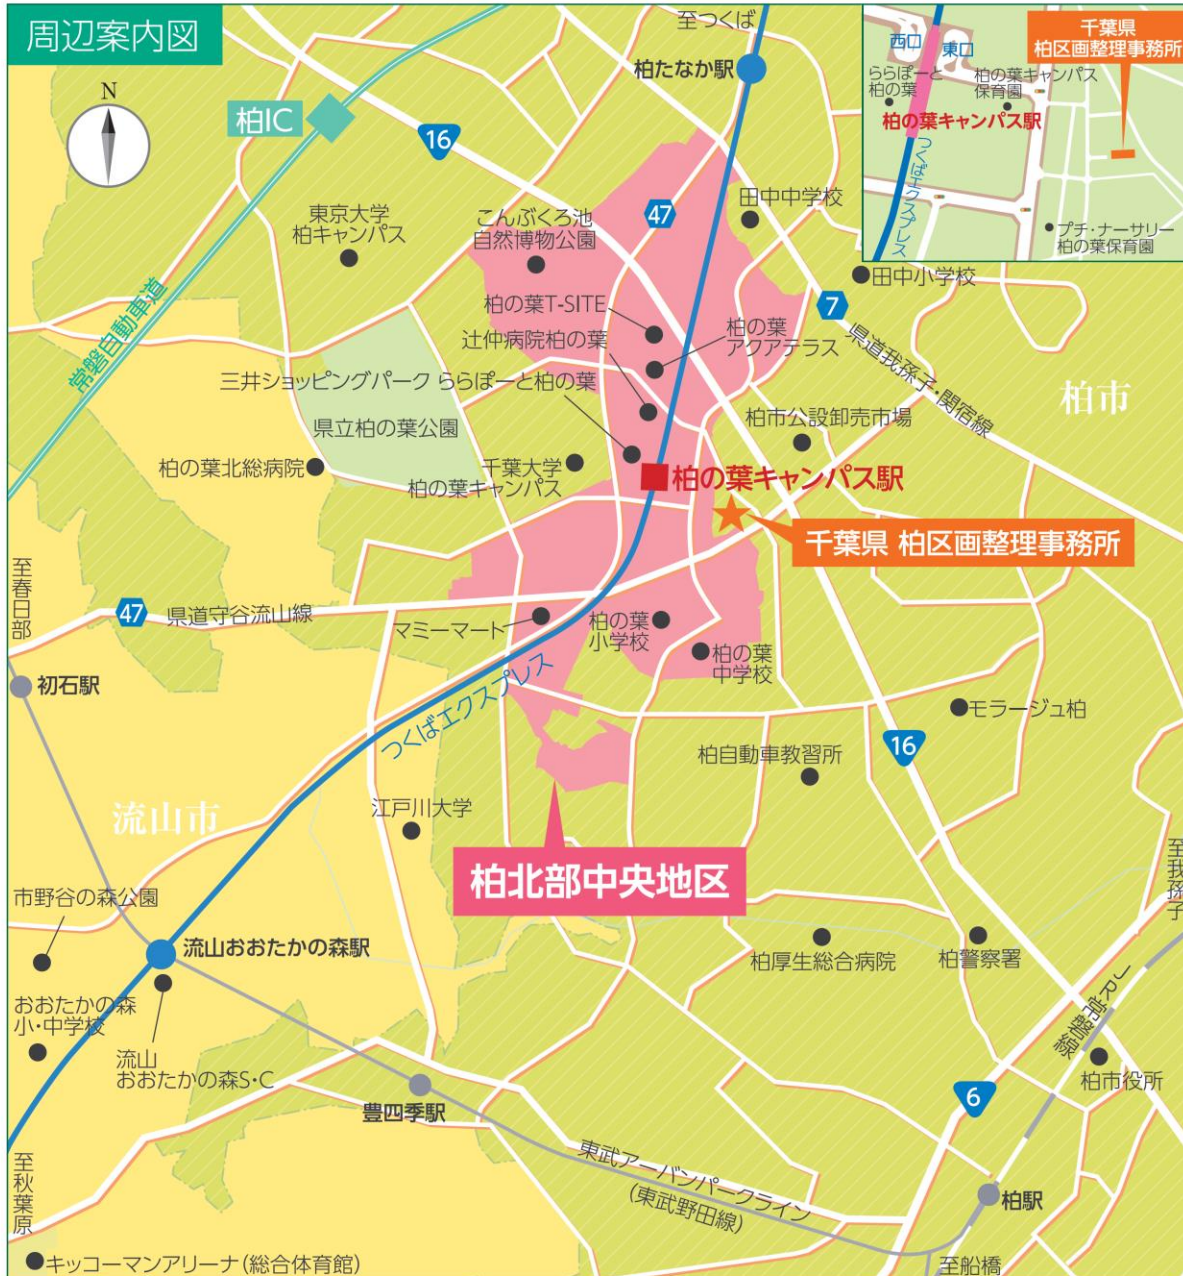 周辺案内図
N
柏IC
常磐自動車道
16
至つくば
柏たなか駅
西口
東口
ららぽーと
柏の葉
柏の葉キャンパス
保育園
柏の葉キャンパス駅
つくばエクスプレス
プチ・ナーサリー
柏の葉保育園
千葉県
柏区画整理事務所
東京大学
柏キャンパス
こんぶくろ池
自然博物公園
47
田中中学校
田中小学校
7
県道我孫子・関宿線
柏市
柏の葉T-SITE
柏の葉
アクアテラス
辻仲病院柏の葉
三井ショッピングパーク ららぽーと柏の葉
県立柏の葉公園
柏の葉北総病院
千葉大学
柏の葉キャンパス
柏市公設卸売市場
柏の葉キャンパス駅
千葉県 柏区画整理事務所
至春日部
47
県道守谷流山線
マミーマート
柏の葉
小学校
柏の葉
中学校
初石駅
つくばエクスプレス
モラージュ柏
16
柏自動車教習所
流山市
江戸川大学
柏北部中央地区
市野谷の森公園
流山おおたかの森駅
おおたかの森
小・中学校
流山
おおたかの森S・C
柏厚生総合病院
柏警察署
至我孫子
JR常磐線
柏市役所
6
豊四季駅
東武アーバンパークライン
(東武野田線)
柏駅
至秋葉原
キッコーマンアリーナ(総合体育館)
至船橋